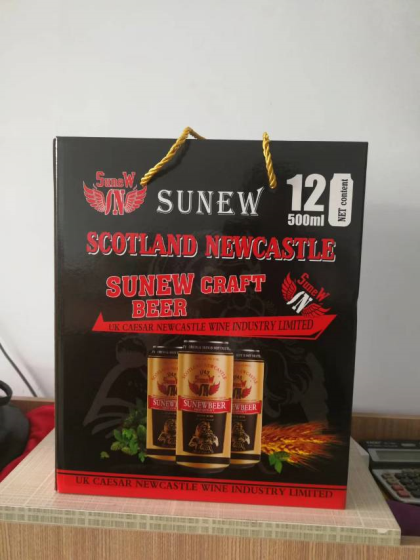 SuneW
SUNEW
12
500ml
NET content
SCOTLAND NEWCASTLE
SUNEW CRAFT
BEER
SuneW
UK CAESAR NEWCASTLE WINE INDUSTRY LIMITED
SUNEWBEER
UK CAESAR NEWCASTLE WINE INDUSTRY LIMITED